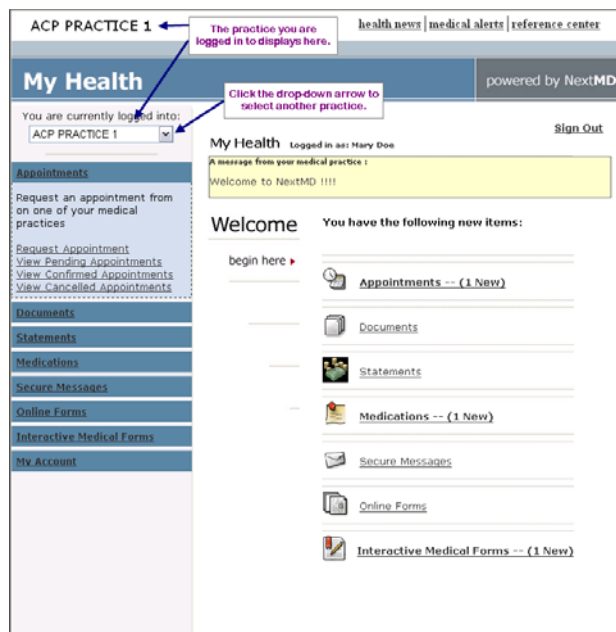 ACP PRACTICE 1
The practice you are
logged in to displays here.
health news | medical alerts | reference center
My Health
powered by NextMD
Click the drop-down arrow to
select another practice.
You are currently logged into:
ACP PRACTICE 1
Sign Out
My Health Logged in as: Mary Doe
A message from your medical practice :
Welcome to NextMD !!!!
Appointments
Request an appointment from
on one of your medical
practices
Request Appointment
View Pending Appointments
View Confirmed Appointments
View Cancelled Appointments
Documents
Statements
Medications
Secure Messages
Online Forms
Interactive Medical Forms
My Account
Welcome
You have the following new items:
begin here
Appointments -- (1 New)
Documents
Statements
Medications -- (1 New)
Secure Messages
Online Forms
Interactive Medical Forms -- (1 New)